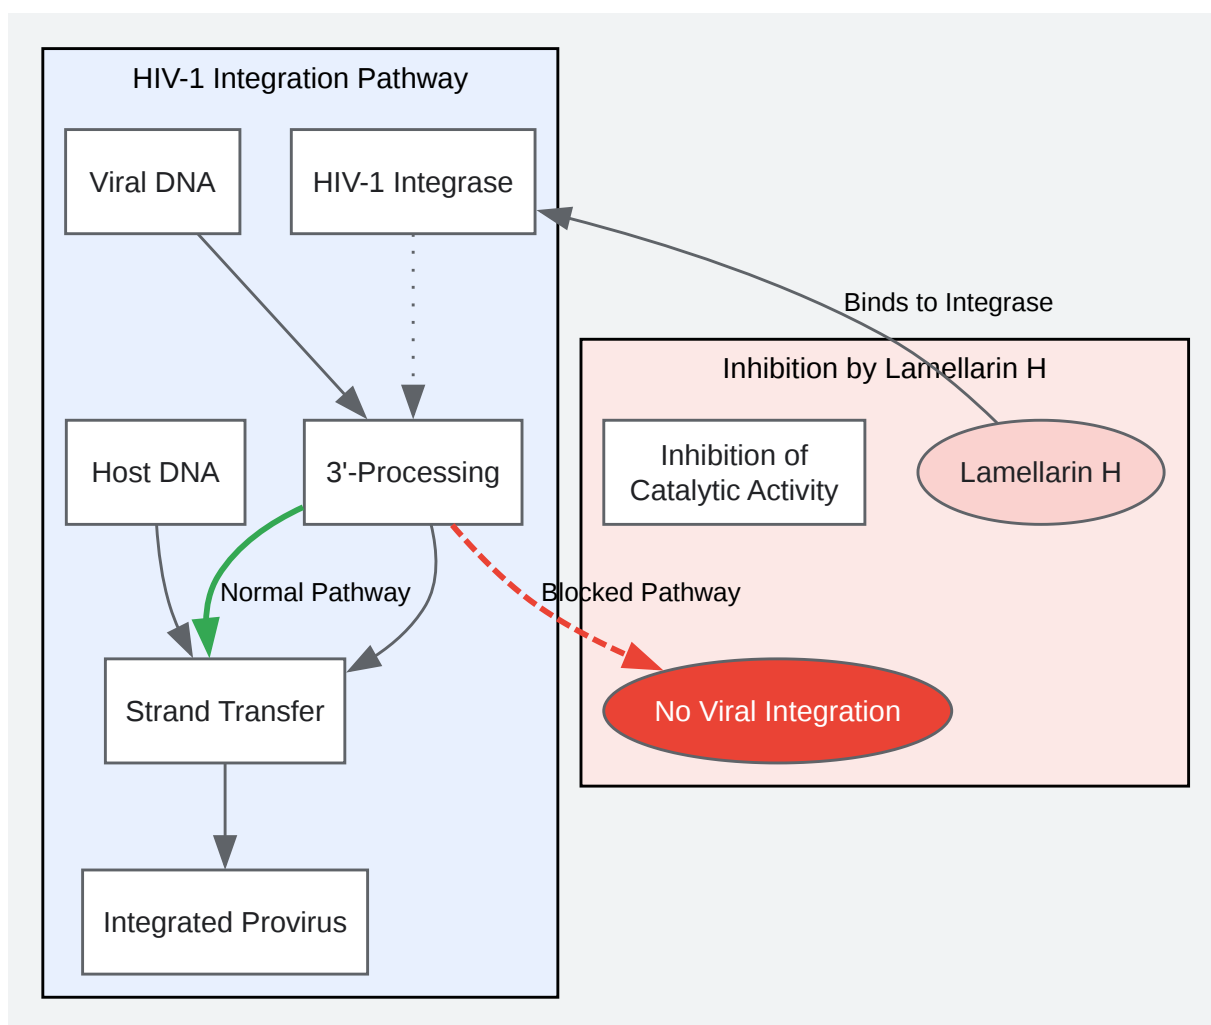 HIV-1 Integration Pathway
Viral DNA
HIV-1 Integrase
Binds to Integrase
Inhibition by Lamellarin H
Host DNA
3'-Processing
Inhibition of
Catalytic Activity
Lamellarin H
Normal Pathway
Blocked Pathway
Strand Transfer
No Viral Integration
Integrated Provirus